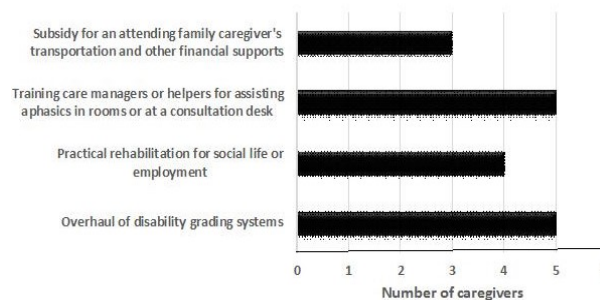 Subsidy for an attending family caregiver's
transportation and other financial supports
Training care managers or helpers for assisting
aphasics in rooms or at a consultation desk
Practical rehabilitation for social life or
employment
Overhaul of disability grading systems
0 1 2 3 4 5
Number of caregivers